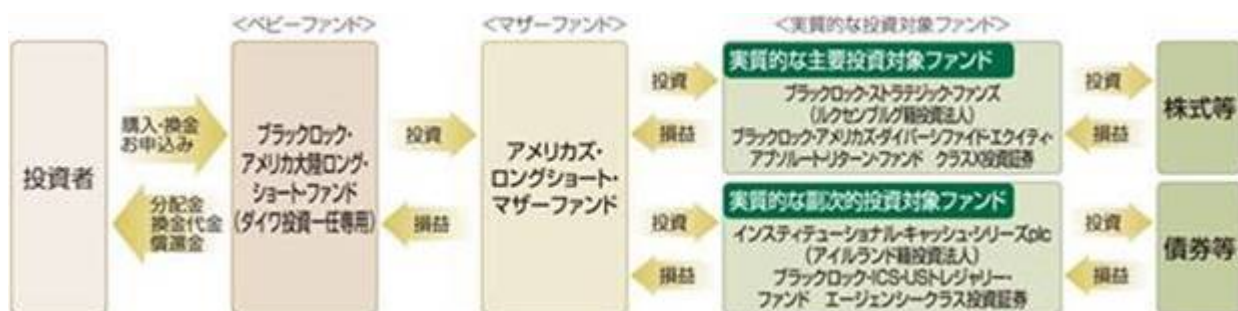 <ベビーファンド>
<マザーファンド>
<実質的な投資対象ファンド>
投資者
購入・換金
お申込み
分配金
換金代金
償還金
ブラックロック・
アメリカ大陸ロング・
ショート・ファンド
(ダイワ投資一任専用)
投資
損益
アメリカズ・
ロングショート・
マザーファンド
投資
損益
実質的な主要投資対象ファンド
ブラックロック・ストラテジック・ファンズ
(ルクセンブルグ籍投資法人)
ブラックロック・アメリカズ・ダイバーシファイド・エクイティ・
アブソルート・リターン・ファンド クラスX投資証券
投資
損益
株式等
投資
損益
実質的な副次的投資対象ファンド
インスティテューショナル・キャッシュ・シリーズplc
(アイルランド籍投資法人)
ブラックロック・ICS・USトレジャリー・
ファンド エージェンシークラス投資証券
投資
損益
債券等